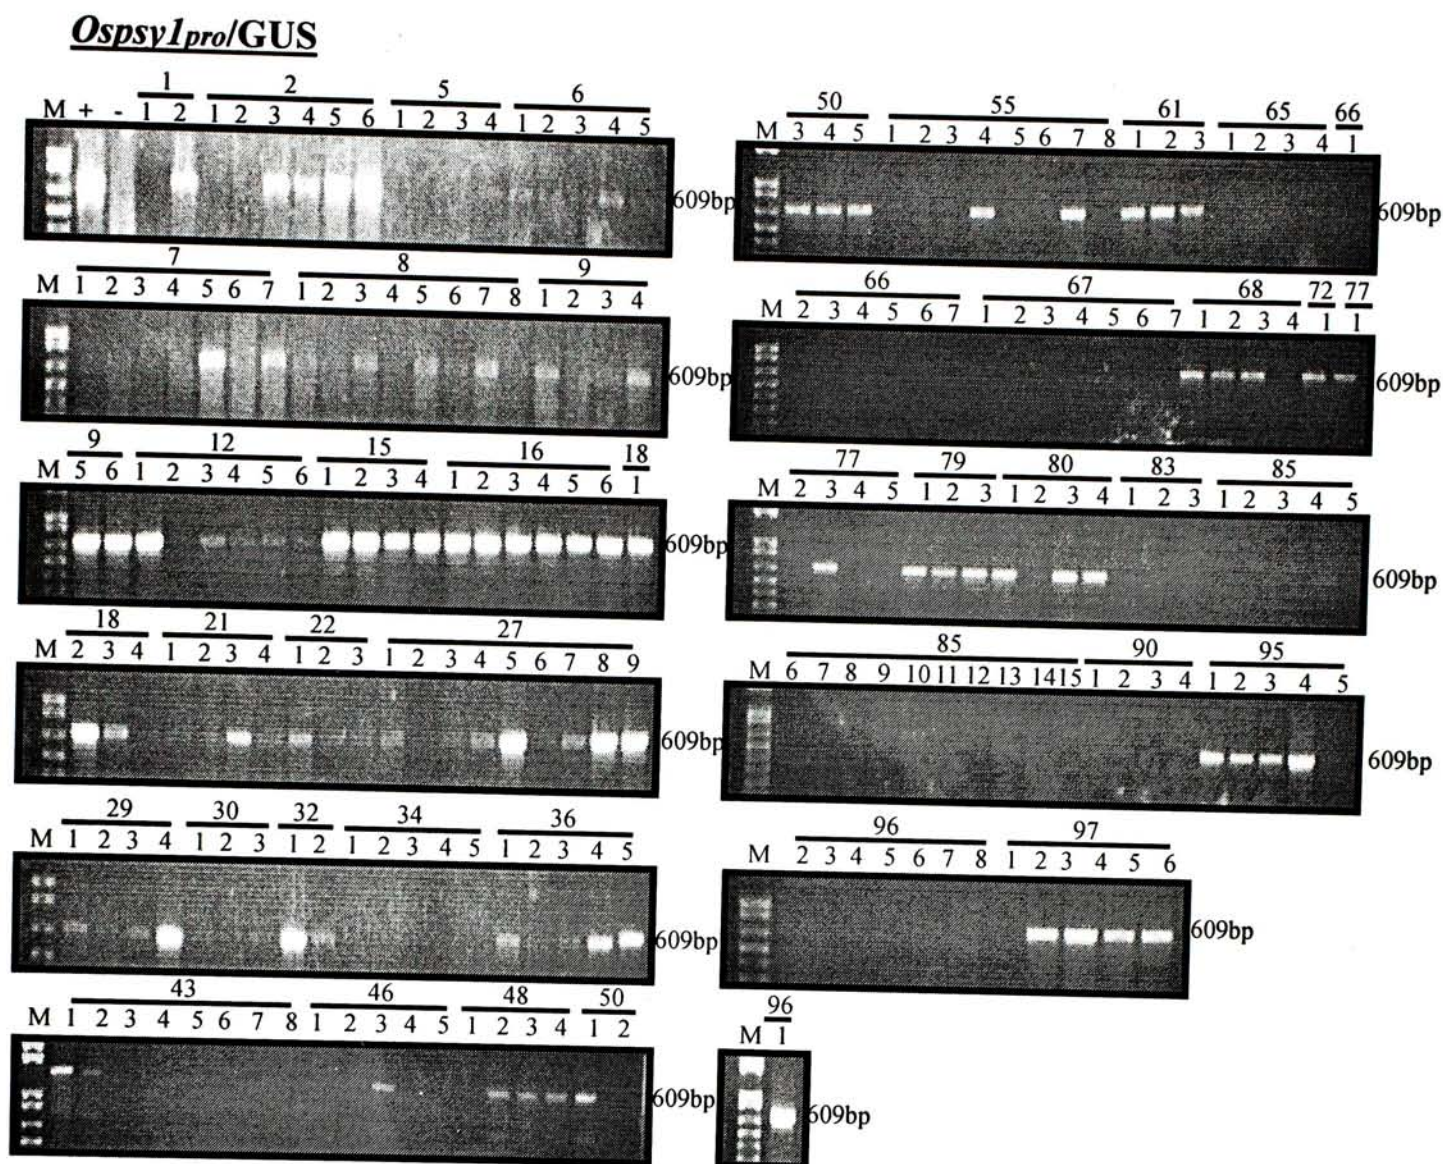 Ospsy1pro/GUS
1 2 5 6
M + - 1 2 1 2 3 4 5 6 1 2 3 4 1 2 3 4 5
609bp
7 8 9
M 1 2 3 4 5 6 7 1 2 3 4 5 6 7 8 1 2 3 4
609bp
9 12 15 16 18
M 5 6 1 2 3 4 5 6 1 2 3 4 1 2 3 4 5 6 1
609bp
18 21 22 27
M 2 3 4 1 2 3 4 1 2 3 1 2 3 4 5 6 7 8 9
609bp
29 30 32 34 36
M 1 2 3 4 1 2 3 1 2 1 2 3 4 5 1 2 3 4 5
609bp
43 46 48 50
M 1 2 3 4 5 6 7 8 1 2 3 4 5 1 2 3 4 1 2
609bp
50 55 61 65 66
M 3 4 5 1 2 3 4 5 6 7 8 1 2 3 1 2 3 4 1
609bp
66 67 68 72 77
M 2 3 4 5 6 7 1 2 3 4 5 6 7 1 2 3 4 1 1
609bp
77 79 80 83 85
M 2 3 4 5 1 2 3 1 2 3 4 1 2 3 1 2 3 4 5
609bp
85 90 95
M 6 7 8 9 10 11 12 13 14 15 1 2 3 4 1 2 3 4 5
609bp
96 97
M 2 3 4 5 6 7 8 1 2 3 4 5 6
609bp
96
M 1
609bp